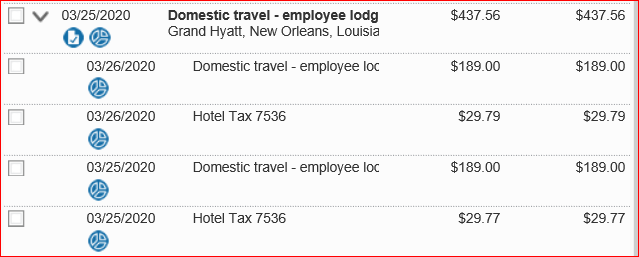 03/25/2020 Domestic travel - employee lodg $437.56 $437.56
Grand Hyatt, New Orleans, Louisia
03/26/2020 Domestic travel - employee loc $189.00 $189.00
03/26/2020 Hotel Tax 7536 $29.79 $29.79
03/25/2020 Domestic travel - employee loc $189.00 $189.00
03/25/2020 Hotel Tax 7536 $29.77 $29.77